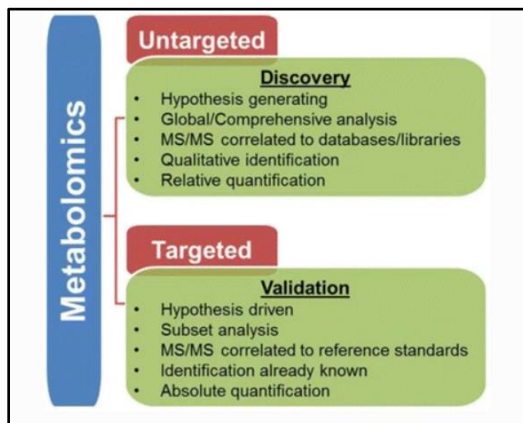 Metabolomics
Untargeted
Discovery
• Hypothesis generating
• Global/Comprehensive analysis
• MS/MS correlated to databases/libraries
• Qualitative identification
• Relative quantification
Targeted
Validation
• Hypothesis driven
• Subset analysis
• MS/MS correlated to reference standards
• Identification already known
• Absolute quantification